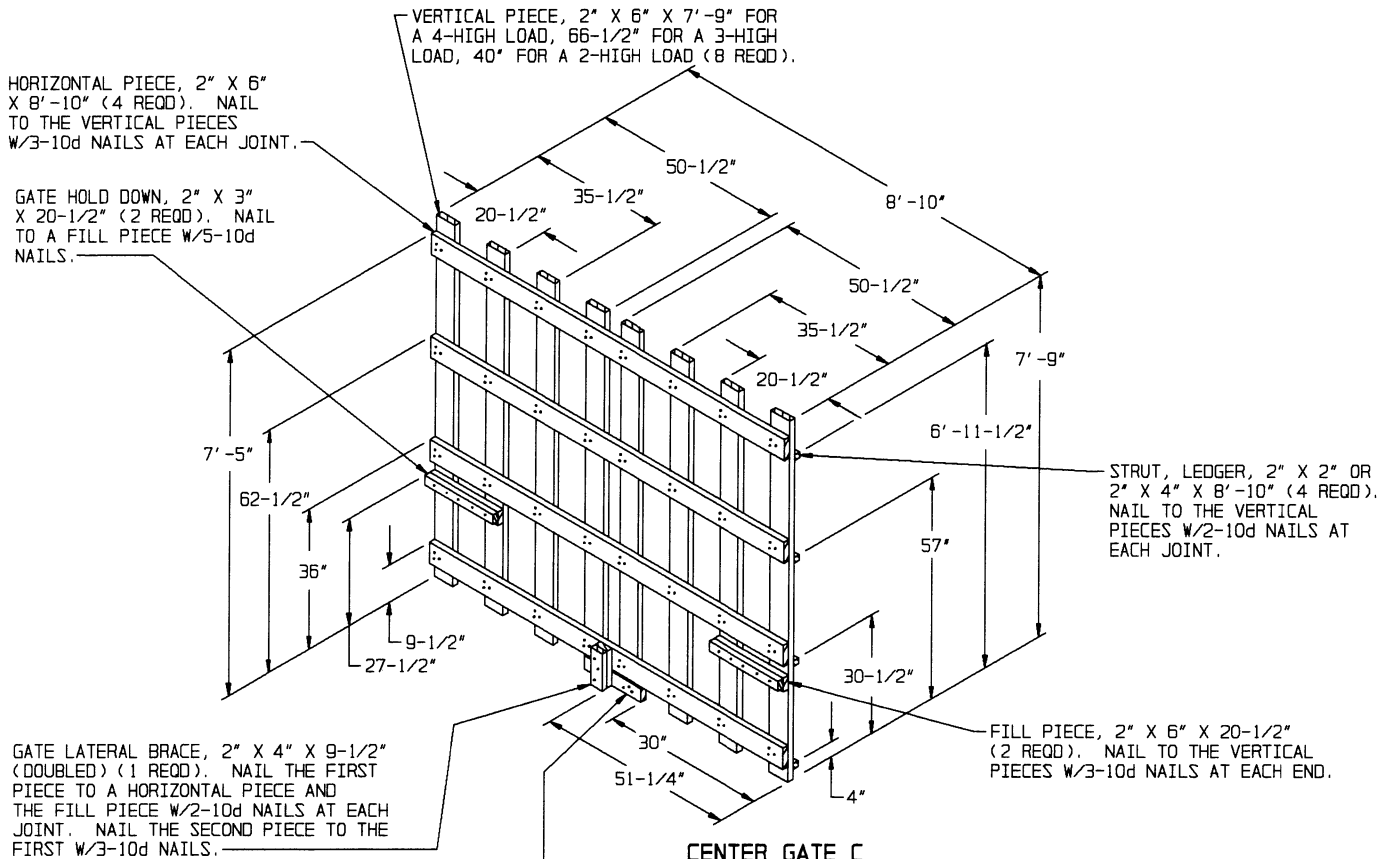 VERTICAL PIECE, 2" X 6" X 7'-9" FOR
A 4-HIGH LOAD, 66-1/2" FOR A 3-HIGH
LOAD, 40" FOR A 2-HIGH LOAD (8 REQD).
HORIZONTAL PIECE, 2" X 6"
X 8'-10" (4 REQD). NAIL
TO THE VERTICAL PIECES
W/3-10d NAILS AT EACH JOINT.
GATE HOLD DOWN, 2" X 3"
X 20-1/2" (2 REQD). NAIL
TO A FILL PIECE W/5-10d
NAILS.
50-1/2"
35-1/2"
20-1/2"
8'-10"
50-1/2"
35-1/2"
20-1/2"
7'-9"
6'-11-1/2"
7'-5"
62-1/2"
36"
27-1/2"
9-1/2"
STRUT, LEDGER, 2" X 2" OR
2" X 4" X 8'-10" (4 REQD).
NAIL TO THE VERTICAL
PIECES W/2-10d NAILS AT
EACH JOINT.
57"
30-1/2"
4"
30"
51-1/4"
FILL PIECE, 2" X 6" X 20-1/2"
(2 REQD). NAIL TO THE VERTICAL
PIECES W/3-10d NAILS AT EACH END.
GATE LATERAL BRACE, 2" X 4" X 9-1/2"
(DOUBLED) (1 REQD). NAIL THE FIRST
PIECE TO A HORIZONTAL PIECE AND
THE FILL PIECE W/2-10d NAILS AT EACH
JOINT. NAIL THE SECOND PIECE TO THE
FIRST W/3-10d NAILS.
CENTER GATE C